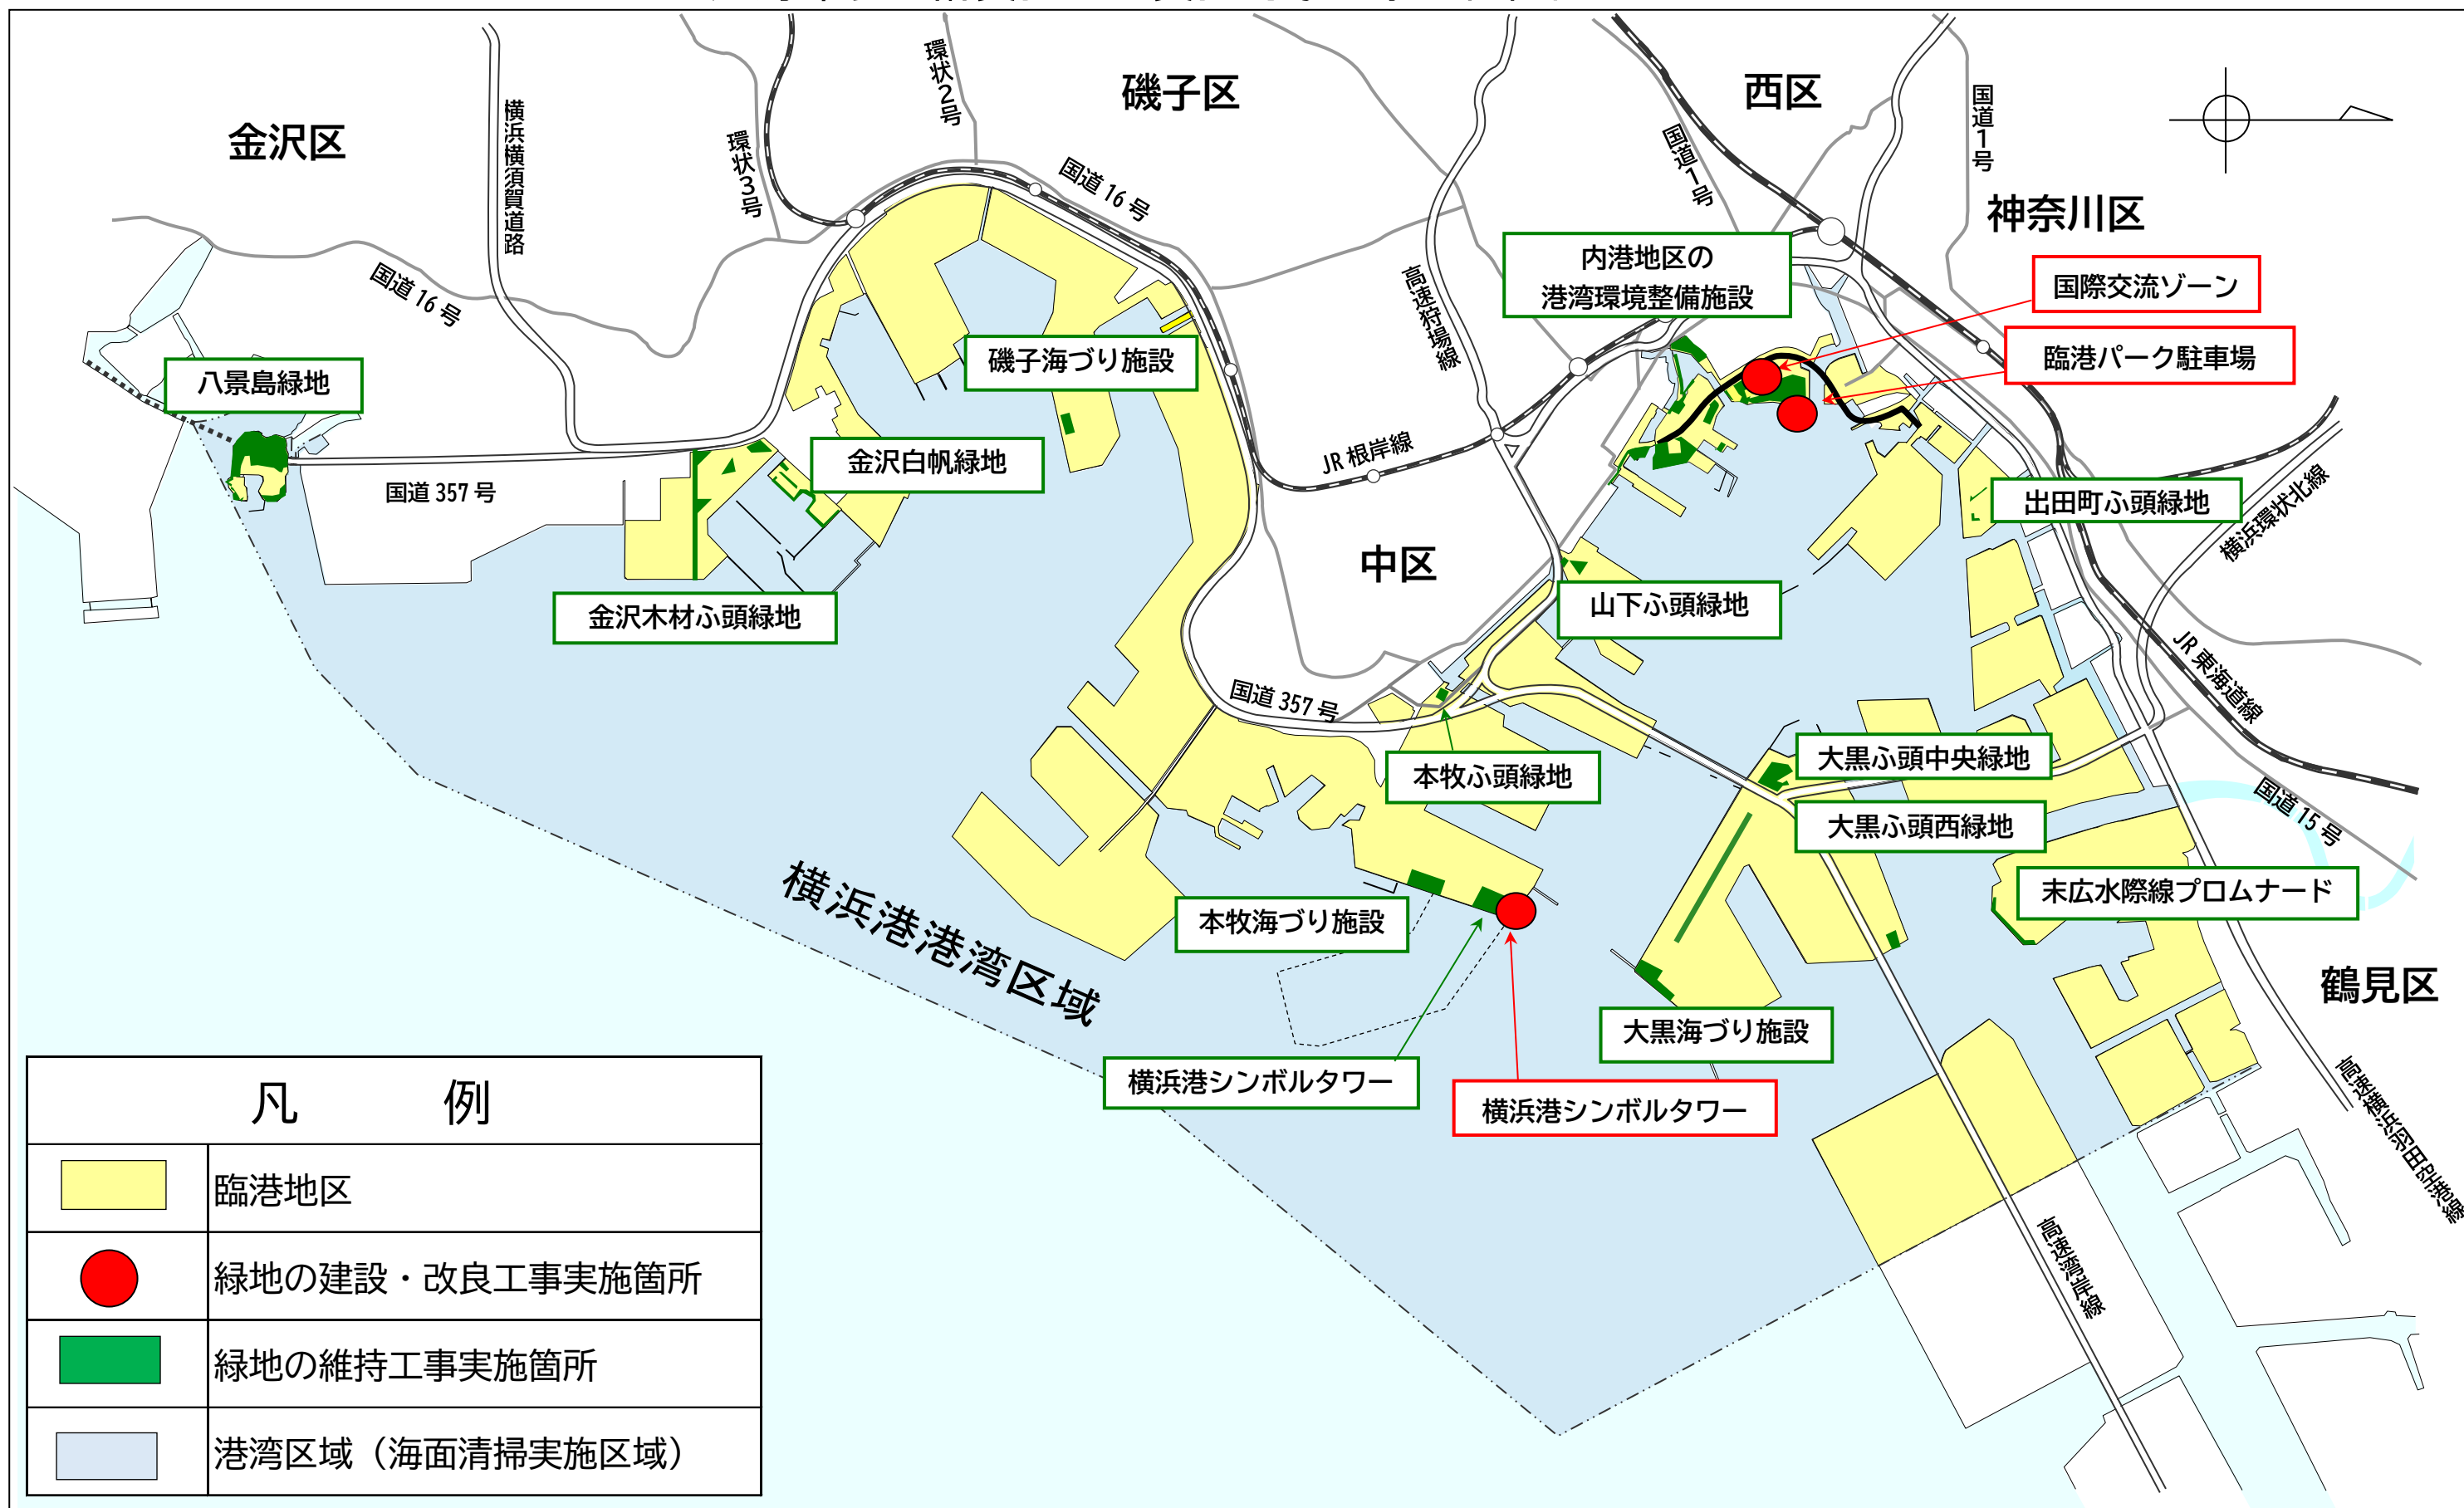 金沢区
横浜横須賀道路
環状3号
環状2号
磯子区
国道16号
西区
国道1号
国道1号
神奈川区
国道16号
高速狩場線
内港地区の
港湾環境整備施設
国際交流ゾーン
臨港パーク駐車場
八景島緑地
磯子海づり施設
金沢白帆緑地
JR根岸線
国道357号
出田町ふ頭緑地
横浜環状北線
中区
山下ふ頭緑地
金沢木材ふ頭緑地
JR東海道線
国道357号
本牧ふ頭緑地
大黒ふ頭中央緑地
大黒ふ頭西緑地
国道15号
末広水際線プロムナード
横浜港港湾区域
本牧海づり施設
鶴見区
大黒海づり施設
横浜港シンボルタワー
横浜港シンボルタワー
高速横浜羽田空港線
高速湾岸線
凡例
臨港地区
緑地の建設・改良工事実施箇所
緑地の維持工事実施箇所
港湾区域（海面清掃実施区域）